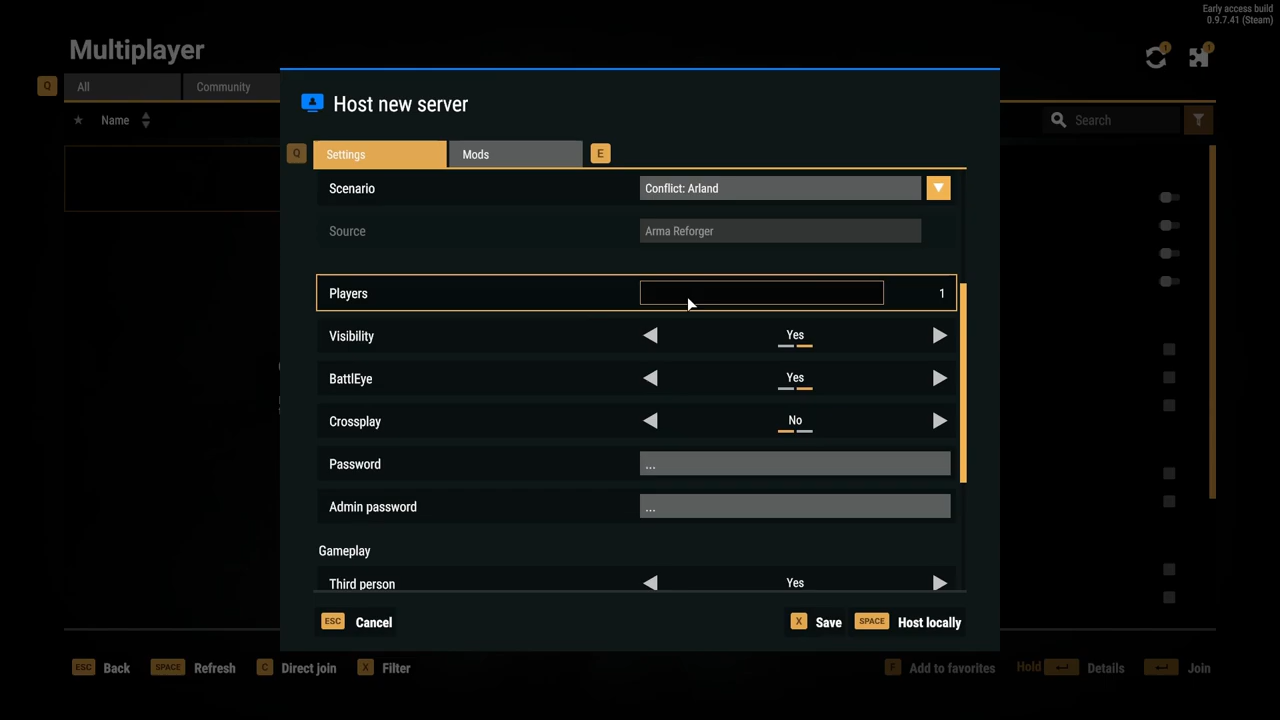 Early access build
0.9.7.41 (Steam)
Multiplayer
1
1
Q
All
Community
Name
Search
Host new server
Q
Settings
Mods
E
Scenario
Conflict: Arland
Source
Arma Reforger
Players
1
Visibility
Yes
BattlEye
Yes
Crossplay
No
Password
...
Admin password
...
Gameplay
Third person
Yes
ESC Cancel
X Save
SPACE Host locally
ESC Back
SPACE Refresh
C Direct join
X Filter
F Add to favorites
Hold Details
Join